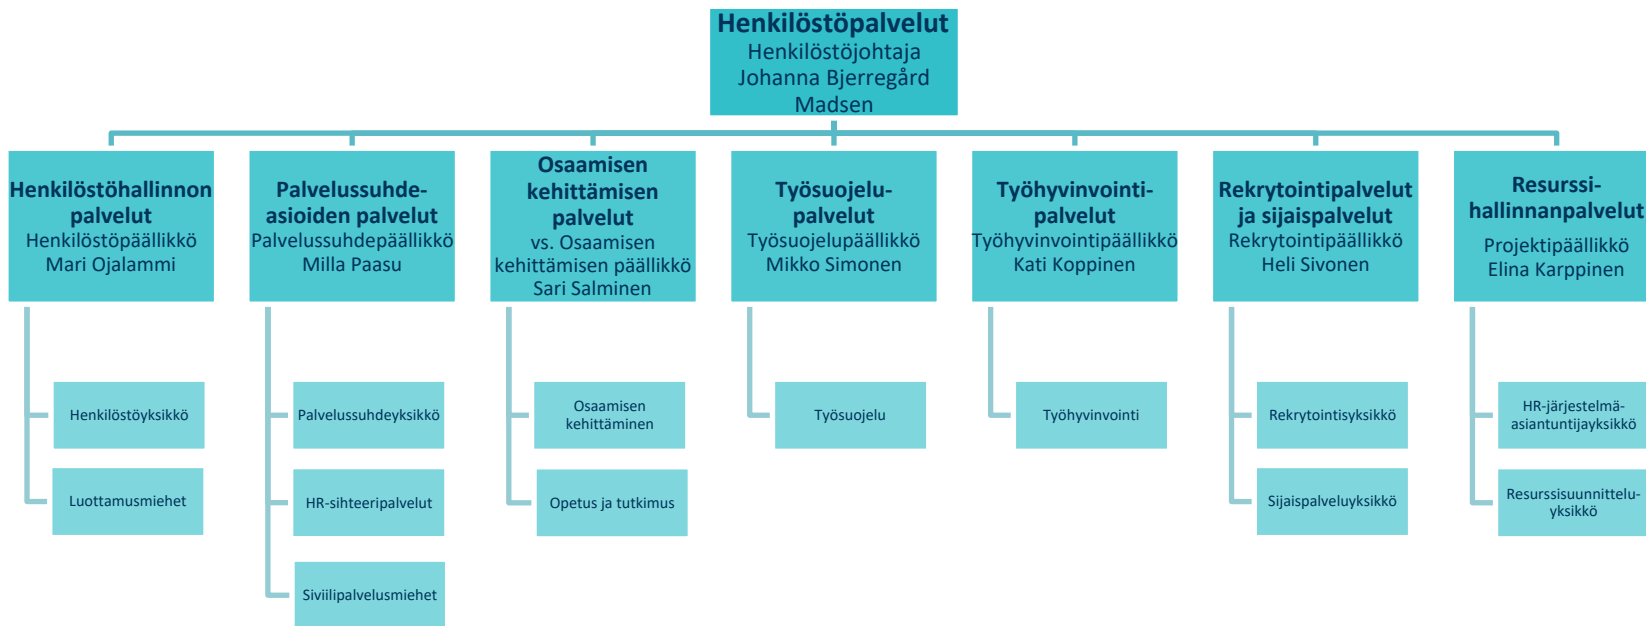 Henkilöstöpalvelut
Henkilöstöjohtaja
Johanna Bjerregård
Madsen
Henkilöstöhallinnon
palvelut
Henkilöstöpäällikkö
Mari Ojalammi
Palvelussuhde-
asioiden palvelut
Palvelussuhdepäällikkö
Milla Paasu
Osaamisen
kehittämisen
palvelut
vs. Osaamisen
kehittämisen päällikkö
Sari Salminen
Työsuojelu-
palvelut
Työsuojelupäällikkö
Mikko Simonen
Työhyvinvointi-
palvelut
Työhyvinvointipäällikkö
Kati Koppinen
Rekrytointipalvelut
ja sijaispalvelut
Rekrytointipäällikkö
Heli Sivonen
Resurssi-
hallinnanpalvelut
Projektipäällikkö
Elina Karppinen
Henkilöstöyksikkö
Luottamusmiehet
Palvelussuhdeyksikkö
HR-sihteeripalvelut
Siviilipalvelusmiehet
Osaamisen
kehittäminen
Opetus ja tutkimus
Työsuojelu
Työhyvinvointi
Rekrytointisyksikkö
Sijaispalveluyksikkö
HR-järjestelmä-
asiantuntijayksikkö
Resurssisuunnittelu-
yksikkö